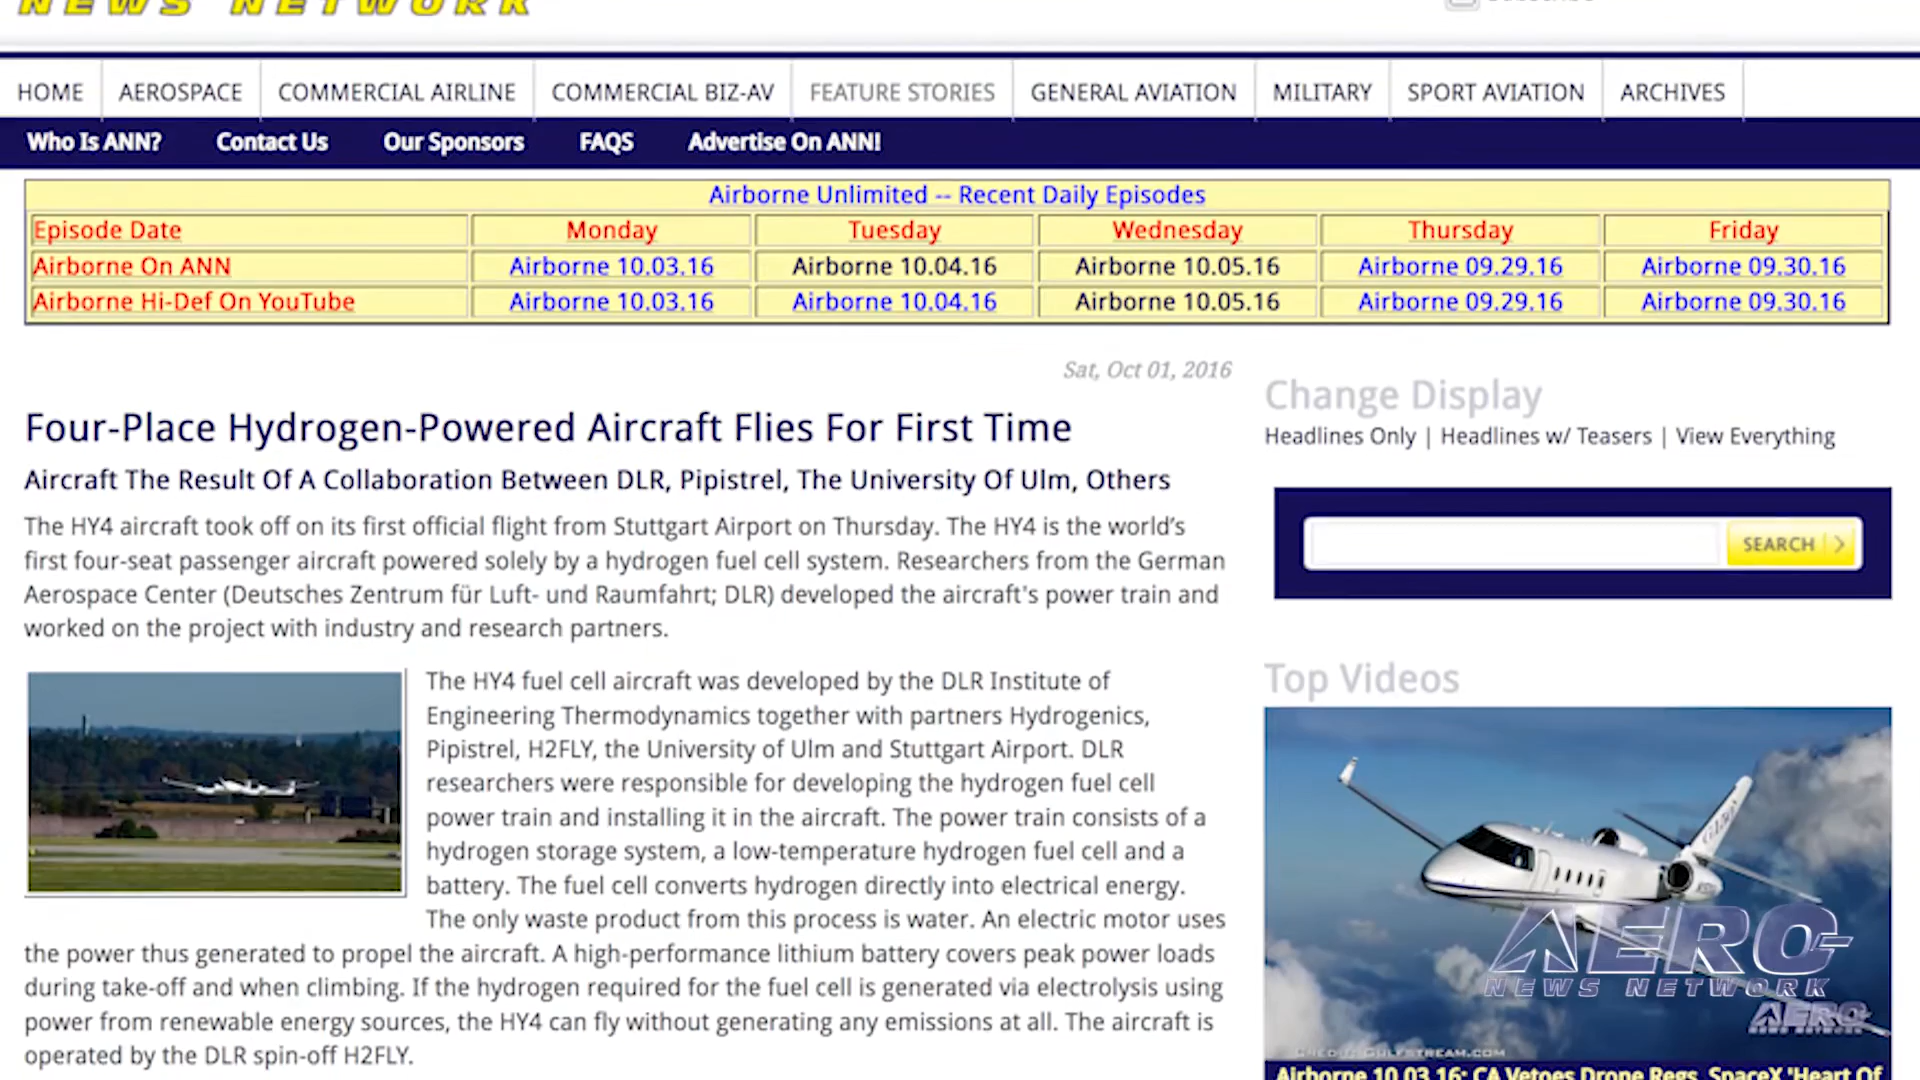 NEWS NETWORK
HOME
AEROSPACE
COMMERCIAL AIRLINE
COMMERCIAL BIZ-AV
FEATURE STORIES
GENERAL AVIATION
MILITARY
SPORT AVIATION
ARCHIVES
Who Is ANN?
Contact Us
Our Sponsors
FAQS
Advertise On ANN!
Airborne Unlimited -- Recent Daily Episodes
Episode Date Monday Tuesday Wednesday Thursday Friday
Airborne On ANN Airborne 10.03.16 Airborne 10.04.16 Airborne 10.05.16 Airborne 09.29.16 Airborne 09.30.16
Airborne Hi-Def On YouTube Airborne 10.03.16 Airborne 10.04.16 Airborne 10.05.16 Airborne 09.29.16 Airborne 09.30.16
Sat, Oct 01, 2016
Four-Place Hydrogen-Powered Aircraft Flies For First Time
Aircraft The Result Of A Collaboration Between DLR, Pipistrel, The University Of Ulm, Others
The HY4 aircraft took off on its first official flight from Stuttgart Airport on Thursday. The HY4 is the world’s
first four-seat passenger aircraft powered solely by a hydrogen fuel cell system. Researchers from the German
Aerospace Center (Deutsches Zentrum für Luft- und Raumfahrt; DLR) developed the aircraft's power train and
worked on the project with industry and research partners.
The HY4 fuel cell aircraft was developed by the DLR Institute of
Engineering Thermodynamics together with partners Hydrogenics,
Pipistrel, H2FLY, the University of Ulm and Stuttgart Airport. DLR
researchers were responsible for developing the hydrogen fuel cell
power train and installing it in the aircraft. The power train consists of a
hydrogen storage system, a low-temperature hydrogen fuel cell and a
battery. The fuel cell converts hydrogen directly into electrical energy.
The only waste product from this process is water. An electric motor uses
the power thus generated to propel the aircraft. A high-performance lithium battery covers peak power loads
during take-off and when climbing. If the hydrogen required for the fuel cell is generated via electrolysis using
power from renewable energy sources, the HY4 can fly without generating any emissions at all. The aircraft is
operated by the DLR spin-off H2FLY.
Change Display
Headlines Only | Headlines w/ Teasers | View Everything
SEARCH
Top Videos
AERO
NEWS NETWORK
AERO
CREDIT: GULFSTREAM.COM
Airborne 10.03.16: CA Vetoes Drone Regs, SpaceX 'Heart Of